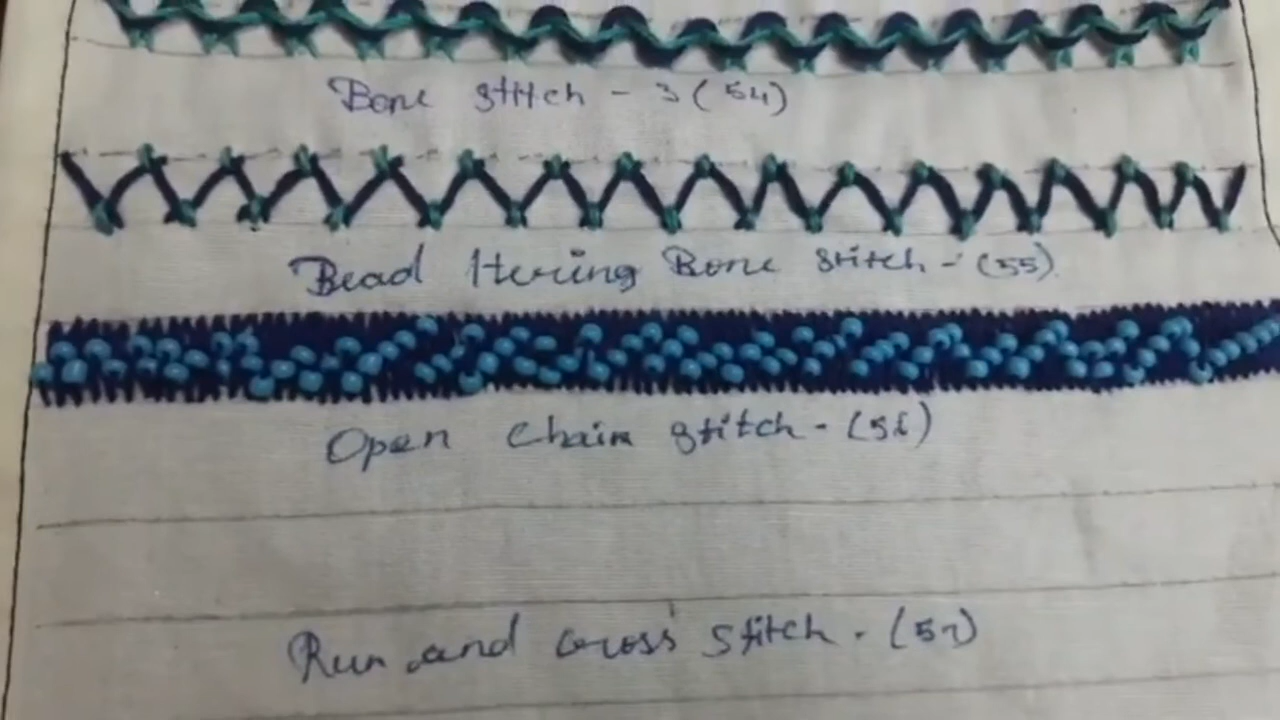 Bone stitch - 3 (54)
Bead Hering Bone stitch - (55)
Open Chain stitch - (56)
Run and Cross stitch - (57)